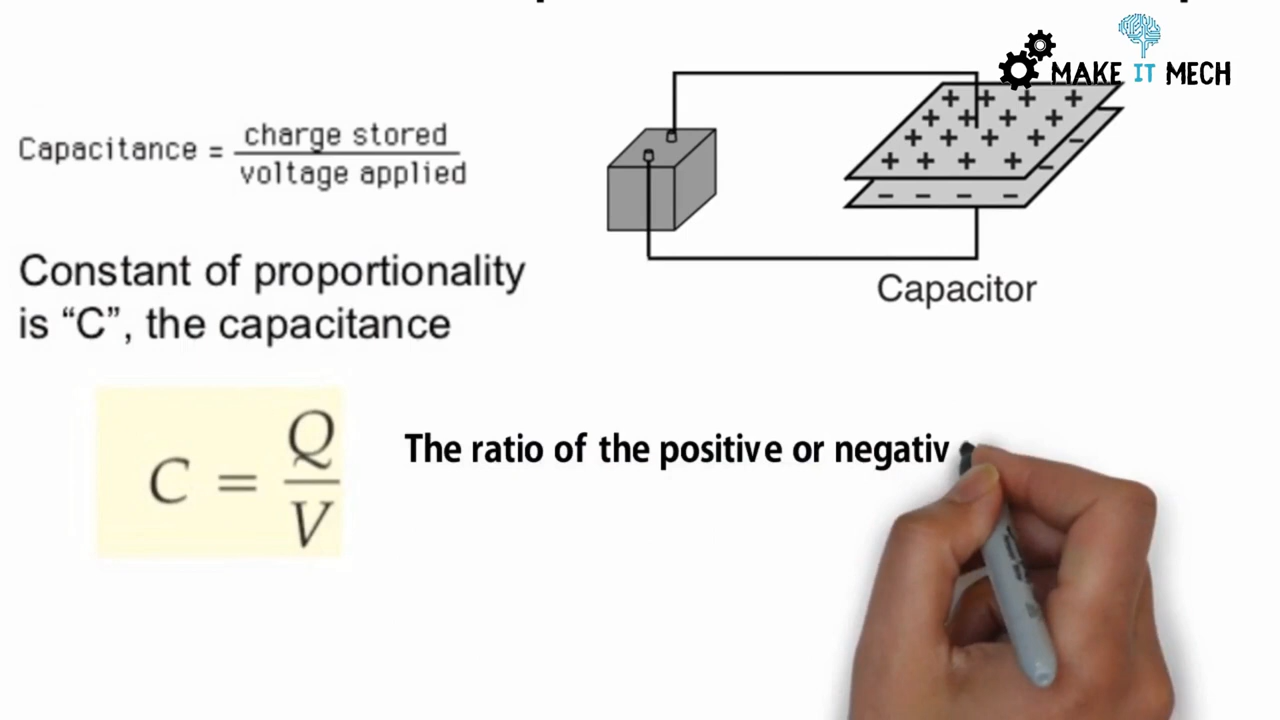 MAKE IT MECH
Capacitance = charge stored
voltage applied
Constant of proportionality
is “C”, the capacitance
Capacitor
C = Q
V
The ratio of the positive or negativ